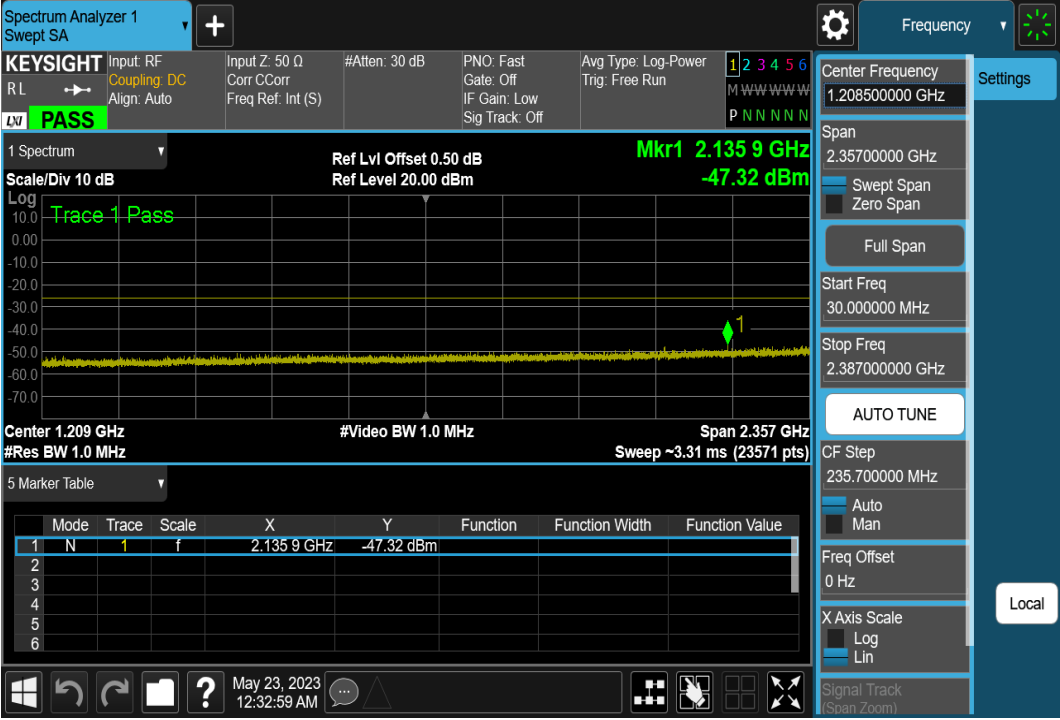 Spectrum Analyzer 1
Swept SA
Frequency
KEYSIGHT
R L
LXI
PASS
Input: RF
Coupling: DC
Align: Auto
Input Z: 50 Ω
Corr CCorr
Freq Ref: Int (S)
#Atten: 30 dB
PNO: Fast
Gate: Off
IF Gain: Low
Sig Track: Off
Avg Type: Log-Power
Trig: Free Run
1 2 3 4 5 6
M W W W W W
P N N N N N
1 Spectrum
Scale/Div 10 dB
Ref Lvl Offset 0.50 dB
Ref Level 20.00 dBm
Mkr1 2.135 9 GHz
-47.32 dBm
Log
Trace 1 Pass
10.0
0.00
-10.0
-20.0
-30.0
-40.0
-50.0
-60.0
-70.0
1
Center 1.209 GHz
#Video BW 1.0 MHz
Span 2.357 GHz
#Res BW 1.0 MHz
Sweep ~3.31 ms (23571 pts)
5 Marker Table
Mode Trace Scale X Y Function Function Width Function Value
1 N 1 f 2.135 9 GHz -47.32 dBm
2
3
4
5
6
May 23, 2023
12:32:59 AM
?
Center Frequency
1.208500000 GHz
Settings
Span
2.35700000 GHz
Swept Span
Zero Span
Full Span
Start Freq
30.000000 MHz
Stop Freq
2.387000000 GHz
AUTO TUNE
CF Step
235.700000 MHz
Auto
Man
Freq Offset
0 Hz
X Axis Scale
Log
Lin
Local
Signal Track
(Span Zoom)